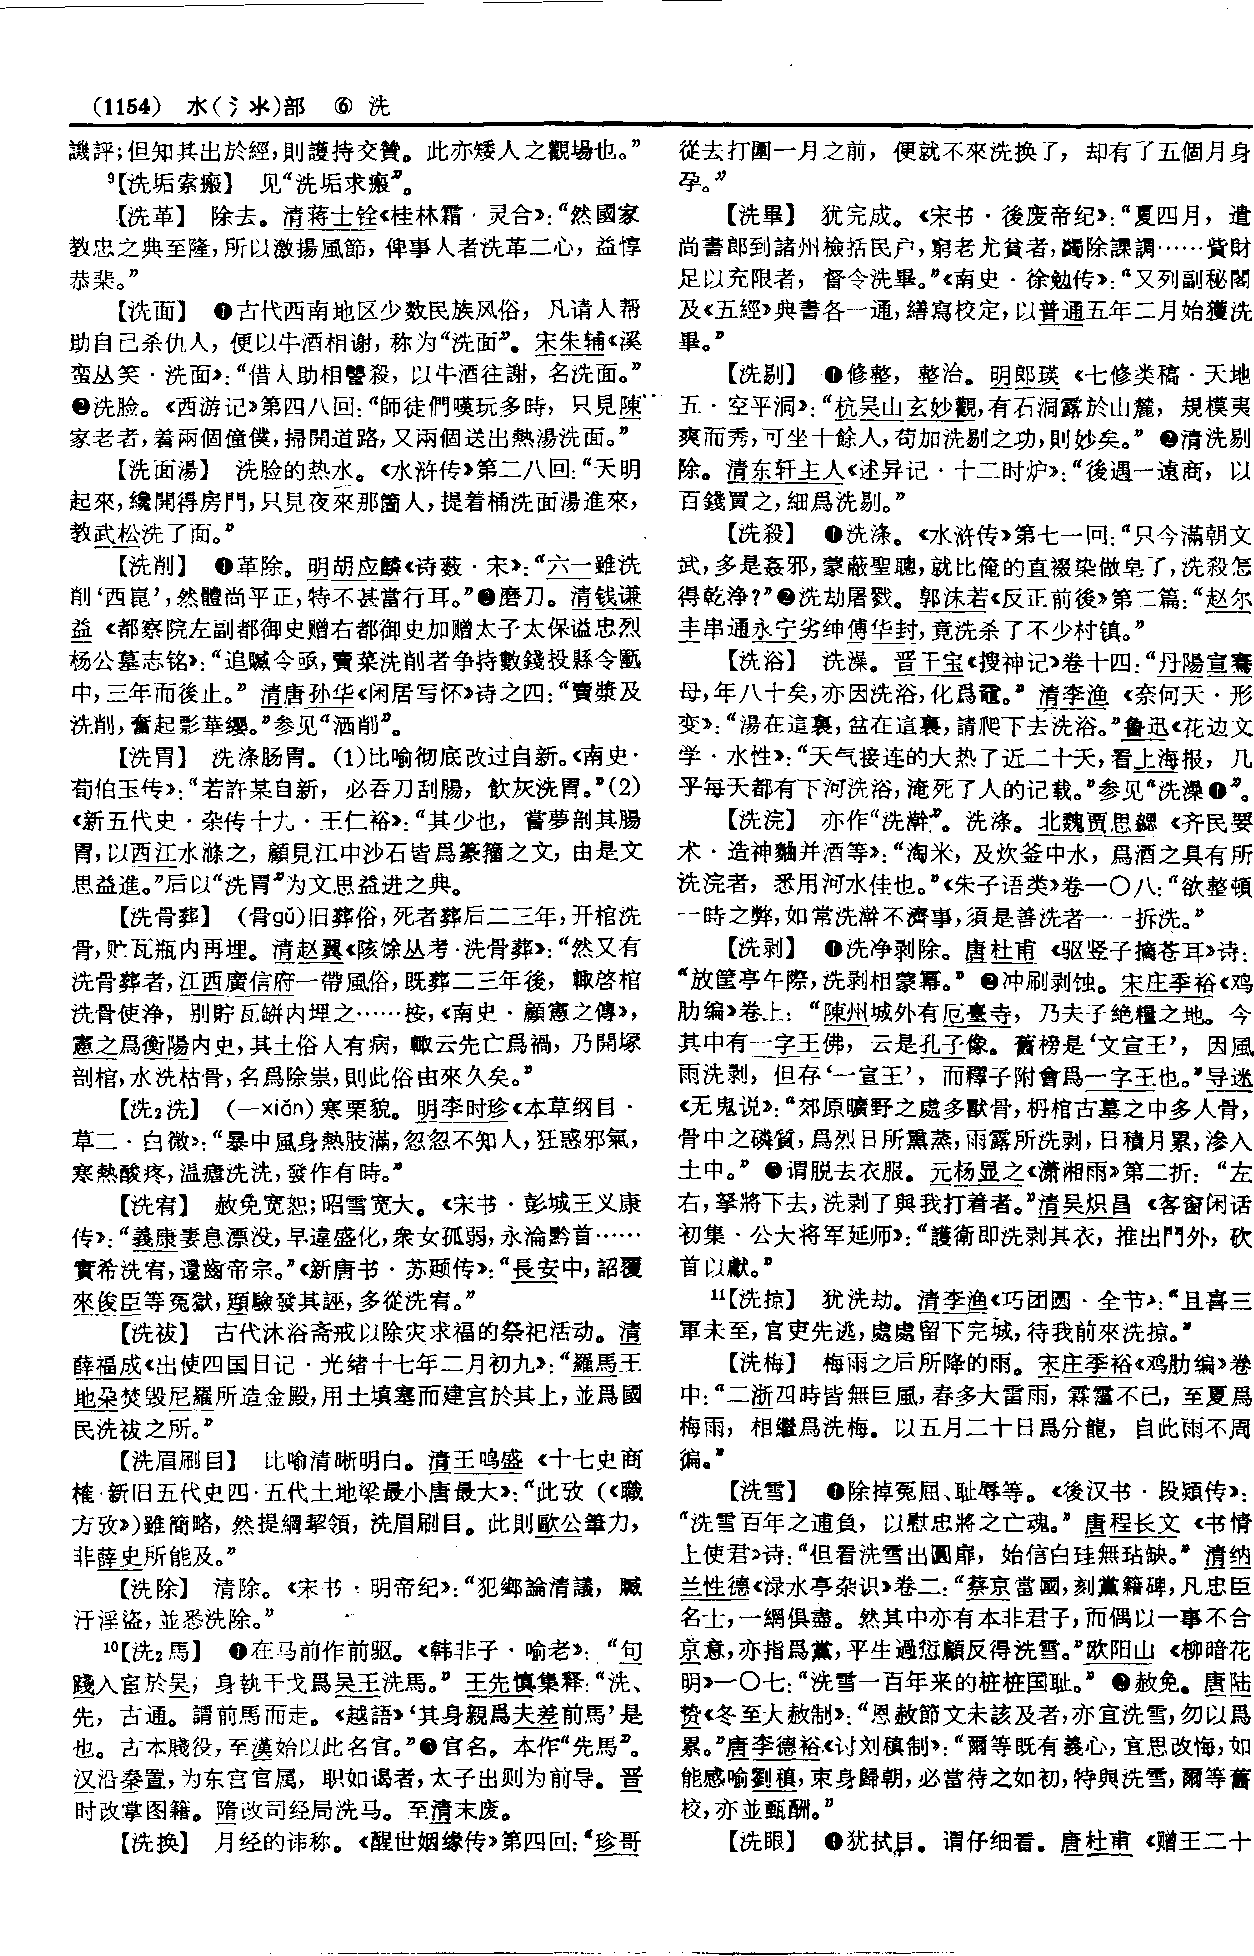 (1154) 水(氵氺)部 ⑥ 洗
譏評;但知其出於經,則護持交贊。此亦矮人之觀場也。”
⁹【洗垢索瘢】 见“洗垢求瘢”。
【洗革】 除去。清蒋士铨《桂林霜·灵合》:“然國家
教忠之典至隆,所以激揚風節,俾事人者洗革二心,益惇
恭棐。”
【洗面】 ❶古代西南地区少数民族风俗,凡请人帮
助自己杀仇人,便以牛酒相谢,称为“洗面”。宋朱辅《溪
蛮丛笑·洗面》:“借人助相讐殺,以牛酒往謝,名洗面。”
❷洗脸。《西游记》第四八回:“師徒們嘆玩多時,只見陳
家老者,着兩個僮僕,掃開道路,又兩個送出熱湯洗面。”
【洗面湯】 洗脸的热水。《水浒传》第二八回:“天明
起來,纔開得房門,只見夜來那箇人,提着桶洗面湯進來,
教武松洗了面。”
【洗削】 ❶革除。明胡应麟《诗薮·宋》:“六一雖洗
削‘西崑’,然體尚平正,特不甚當行耳。”❷磨刀。清钱谦
益《都察院左副都御史赠右都御史加赠太子太保谥忠烈
杨公墓志铭》:“追贓令亟,賣菜洗削者争持數錢投縣令匭
中,三年而後止。” 清唐孙华《闲居写怀》诗之四:“賣漿及
洗削,奮起影華纓。”参见“洒削”。
【洗胃】 洗涤肠胃。(1)比喻彻底改过自新。《南史·
荀伯玉传》:“若許某自新,必吞刀刮腸,飲灰洗胃。”(2)
《新五代史·杂传十九·王仁裕》:“其少也,嘗夢剖其腸
胃,以西江水滌之,顧見江中沙石皆爲篆籀之文,由是文
思益進。”后以“洗胃”为文思益进之典。
【洗骨葬】 (骨gǔ)旧葬俗,死者葬后二三年,开棺洗
骨,贮瓦瓶内再埋。清赵翼《陔馀丛考·洗骨葬》:“然又有
洗骨葬者,江西廣信府一帶風俗,既葬二三年後,輒啓棺
洗骨使净,别貯瓦缾内埋之……按,《南史·顧憲之傳》,
憲之爲衡陽内史,其土俗人有病,輒云先亡爲禍,乃開塚
剖棺,水洗枯骨,名爲除祟,則此俗由來久矣。”
【洗₂洗】 (一xiǎn)寒栗貌。明李时珍《本草纲目·
草二·白微》:“暴中風身熱肢滿,忽忽不知人,狂惑邪氣,
寒熱酸疼,温瘧洗洗,發作有時。”
【洗宥】 赦免宽恕;昭雪宽大。《宋书·彭城王义康
传》:“義康妻息漂没,早違盛化,衆女孤弱,永淪黔首……
實希洗宥,還齒帝宗。”《新唐书·苏颋传》:“長安中,詔覆
來俊臣等冤獄,頲驗發其誣,多從洗宥。”
【洗祓】 古代沐浴斋戒以除灾求福的祭祀活动。清
薛福成《出使四国日记·光绪十七年二月初九》:“羅馬王
地朶焚毁尼羅所造金殿,用土填塞而建宫於其上,並爲國
民洗祓之所。”
【洗眉刷目】 比喻清晰明白。清王鸣盛《十七史商
榷·新旧五代史四·五代土地梁最小唐最大》:“此攷(《職
方攷》)雖簡略,然提綱挈領,洗眉刷目。此則歐公筆力,
非薛史所能及。”
【洗除】 清除。《宋书·明帝纪》:“犯鄉論清議,贓
汙淫盜,並悉洗除。”
¹⁰【洗₂馬】 ❶在马前作前驱。《韩非子·喻老》:“句
踐入宦於吴,身執干戈爲吴王洗馬。” 王先慎集释:“洗、
先,古通。謂前馬而走。《越語》‘其身親爲夫差前馬’是
也。古本賤役,至漢始以此名官。”❷官名。本作“先馬”。
汉沿秦置,为东宫官属,职如谒者,太子出则为前导。晋
时改掌图籍。隋改司经局洗马。至清末废。
【洗换】 月经的讳称。《醒世姻缘传》第四回:“珍哥
從去打圍一月之前,便就不來洗换了,却有了五個月身
孕。”
【洗畢】 犹完成。《宋书·後废帝纪》:“夏四月,遣
尚書郎到諸州檢括民户,窮老尤貧者,蠲除課調……貲財
足以充限者,督令洗畢。”《南史·徐勉传》:“又列副秘閣
及《五經》典書各一通,繕寫校定,以普通五年二月始獲洗
畢。”
【洗剔】 ❶修整,整治。明郎瑛《七修类稿·天地
五·空平洞》:“杭吴山玄妙觀,有石洞露於山麓,規模夷
爽而秀,可坐十餘人,苟加洗剔之功,則妙矣。” ❷清洗剔
除。清东轩主人《述异记·十二时炉》:“後遇一遠商,以
百錢買之,細爲洗剔。”
【洗殺】 ❶洗涤。《水浒传》第七一回:“只今滿朝文
武,多是姦邪,蒙蔽聖聰,就比俺的直裰染做皂了,洗殺怎
得乾净?”❷洗劫屠戮。郭沫若《反正前後》第二篇:“赵尔
丰串通永宁劣绅傅华封,竟洗杀了不少村镇。”
【洗浴】 洗澡。晋干宝《搜神记》卷十四:“丹陽宣騫
母,年八十矣,亦因洗浴,化爲黿。” 清李渔《奈何天·形
变》:“湯在這裏,盆在這裏,請爬下去洗浴。”鲁迅《花边文
学·水性》:“天气接连的大热了近二十天,看上海报,几
乎每天都有下河洗浴,淹死了人的记载。”参见“洗澡❶”。
【洗浣】 亦作“洗澣”。洗涤。北魏贾思勰《齐民要
术·造神麯并酒等》:“淘米,及炊釜中水,爲酒之具有所
洗浣者,悉用河水佳也。”《朱子语类》卷一〇八:“欲整頓
一時之弊,如常洗澣不濟事,須是善洗者一一拆洗。”
【洗剥】 ❶洗净剥除。唐杜甫《驱竖子摘苍耳》诗:
“放筐亭午際,洗剥相蒙冪。” ❷冲刷剥蚀。宋庄季裕《鸡
肋编》卷上:“陳州城外有厄臺寺,乃夫子绝糧之地。今
其中有一字王佛,云是孔子像。舊榜是‘文宣王’,因風
雨洗剥,但存‘一宣王’,而釋子附會爲一字王也。”导迷
《无鬼说》:“郊原曠野之處多獸骨,枬棺古墓之中多人骨,
骨中之磷質,爲烈日所熏蒸,雨露所洗剥,日積月累,滲入
土中。” ❸谓脱去衣服。元杨显之《潇湘雨》第二折:“左
右,拏將下去,洗剥了與我打着者。”清吴炽昌《客窗闲话
初集·公大将军延师》:“護衛即洗剥其衣,推出門外,砍
首以獻。”
¹¹【洗掠】 犹洗劫。清李渔《巧团圆·全节》:“且喜三
軍未至,官吏先逃,處處留下完城,待我前來洗掠。”
【洗梅】 梅雨之后所降的雨。宋庄季裕《鸡肋编》卷
中:“二浙四時皆無巨風,春多大雷雨,霖霪不已,至夏爲
梅雨,相繼爲洗梅。以五月二十日爲分龍,自此雨不周
徧。”
【洗雪】 ❶除掉冤屈、耻辱等。《後汉书·段颎传》:
“洗雪百年之逋負,以慰忠將之亡魂。” 唐程长文《书情
上使君》诗:“但看洗雪出圜扉,始信白珪無玷缺。” 清纳
兰性德《渌水亭杂识》卷二:“蔡京當國,刻黨籍碑,凡忠臣
名士,一網俱盡。然其中亦有本非君子,而偶以一事不合
京意,亦指爲黨,平生過愆顧反得洗雪。”欧阳山《柳暗花
明》一〇七:“洗雪一百年来的桩桩国耻。” ❷赦免。唐陆
贽《冬至大赦制》:“恩赦節文未該及者,亦宜洗雪,勿以爲
累。”唐李德裕《讨刘稹制》:“爾等既有義心,宜思改悔,如
能感喻劉稹,束身歸朝,必當待之如初,特與洗雪,爾等舊
校,亦並甄酬。”
【洗眼】 ❶犹拭目。谓仔细看。唐杜甫《赠王二十